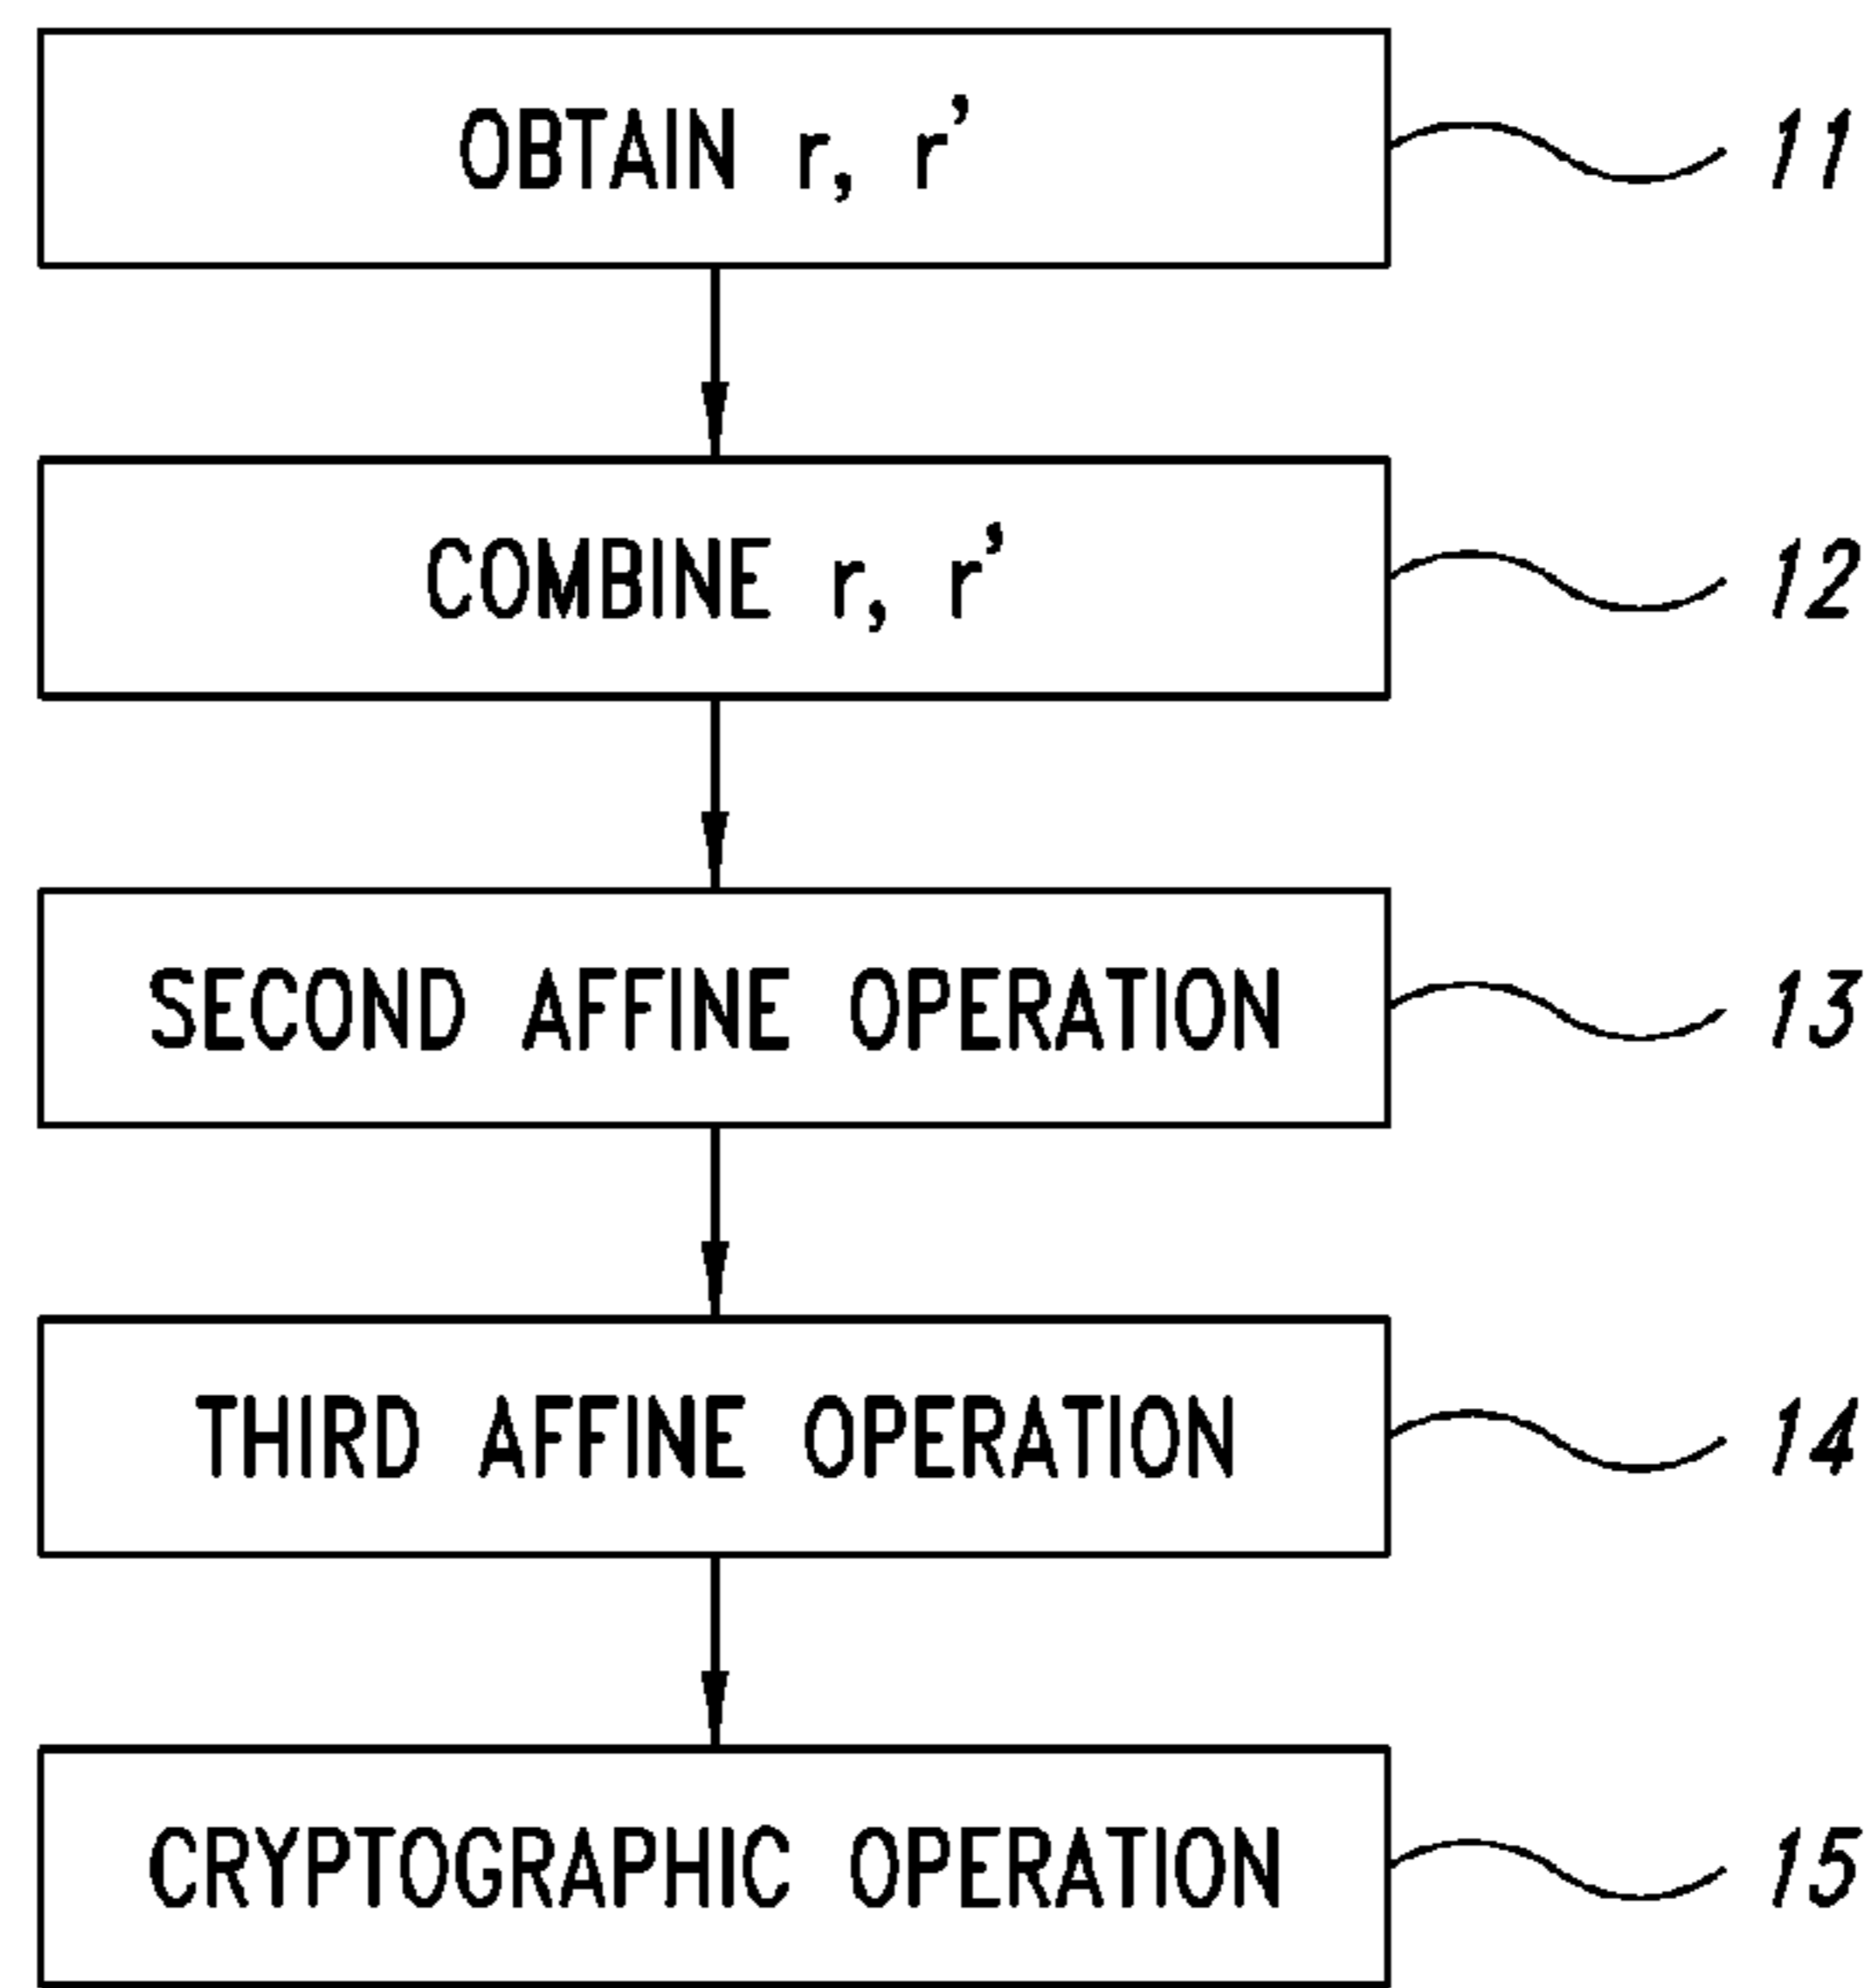 OBTAIN r, r' 11
COMBINE r, r' 12
SECOND AFFINE OPERATION 13
THIRD AFFINE OPERATION 14
CRYPTOGRAPHIC OPERATION 15